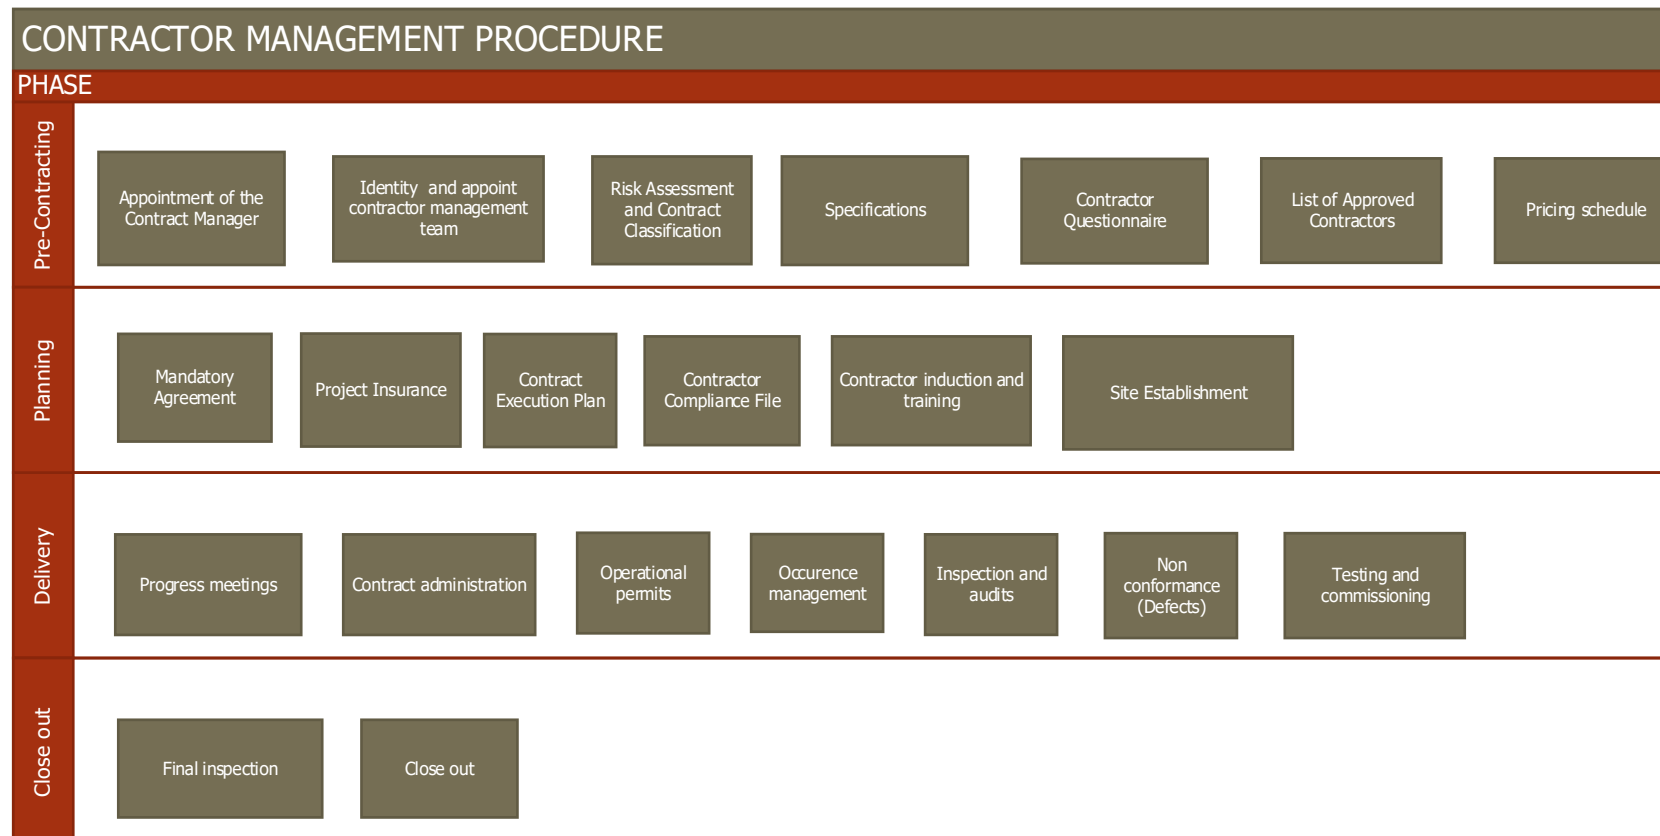 CONTRACTOR MANAGEMENT PROCEDURE
PHASE
Pre-Contracting
Appointment of the
Contract Manager
Identity and appoint
contractor management
team
Risk Assessment
and Contract
Classification
Specifications
Contractor
Questionnaire
List of Approved
Contractors
Pricing schedule
Planning
Mandatory
Agreement
Project Insurance
Contract
Execution Plan
Contractor
Compliance File
Contractor induction and
training
Site Establishment
Delivery
Progress meetings
Contract administration
Operational
permits
Occurence
management
Inspection and
audits
Non
conformance
(Defects)
Testing and
commissioning
Close out
Final inspection
Close out